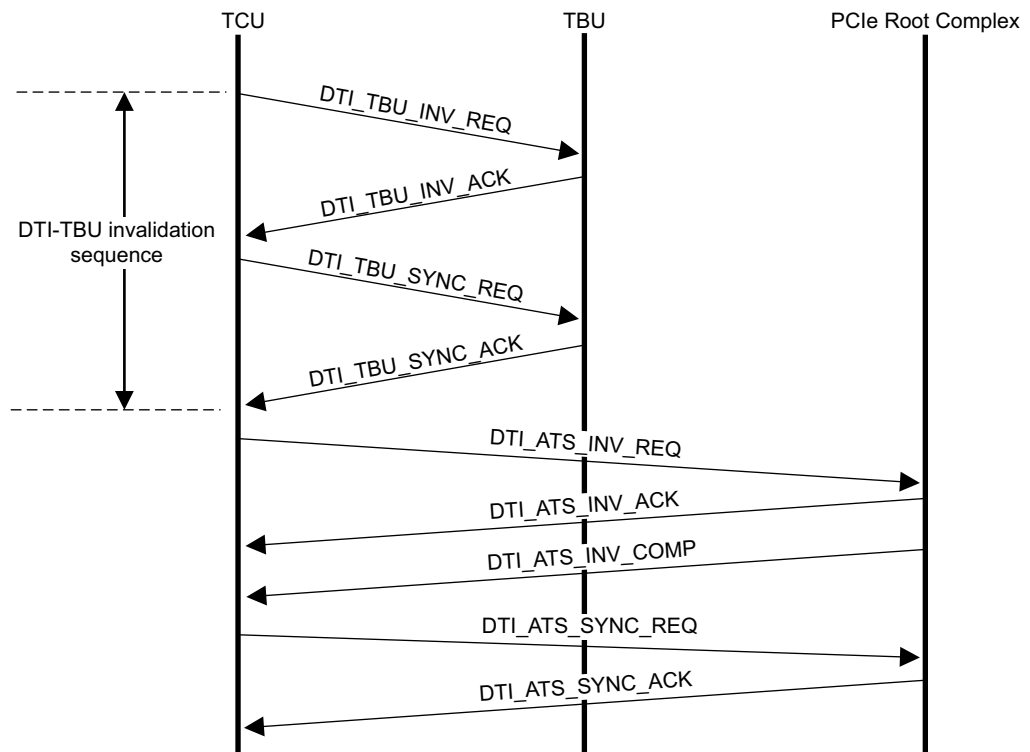 TCU
TBU
PCIe Root Complex
DTI_TBU_INV_REQ
DTI_TBU_INV_ACK
DTI-TBU invalidation
sequence
DTI_TBU_SYNC_REQ
DTI_TBU_SYNC_ACK
DTI_ATS_INV_REQ
DTI_ATS_INV_ACK
DTI_ATS_INV_COMP
DTI_ATS_SYNC_REQ
DTI_ATS_SYNC_ACK